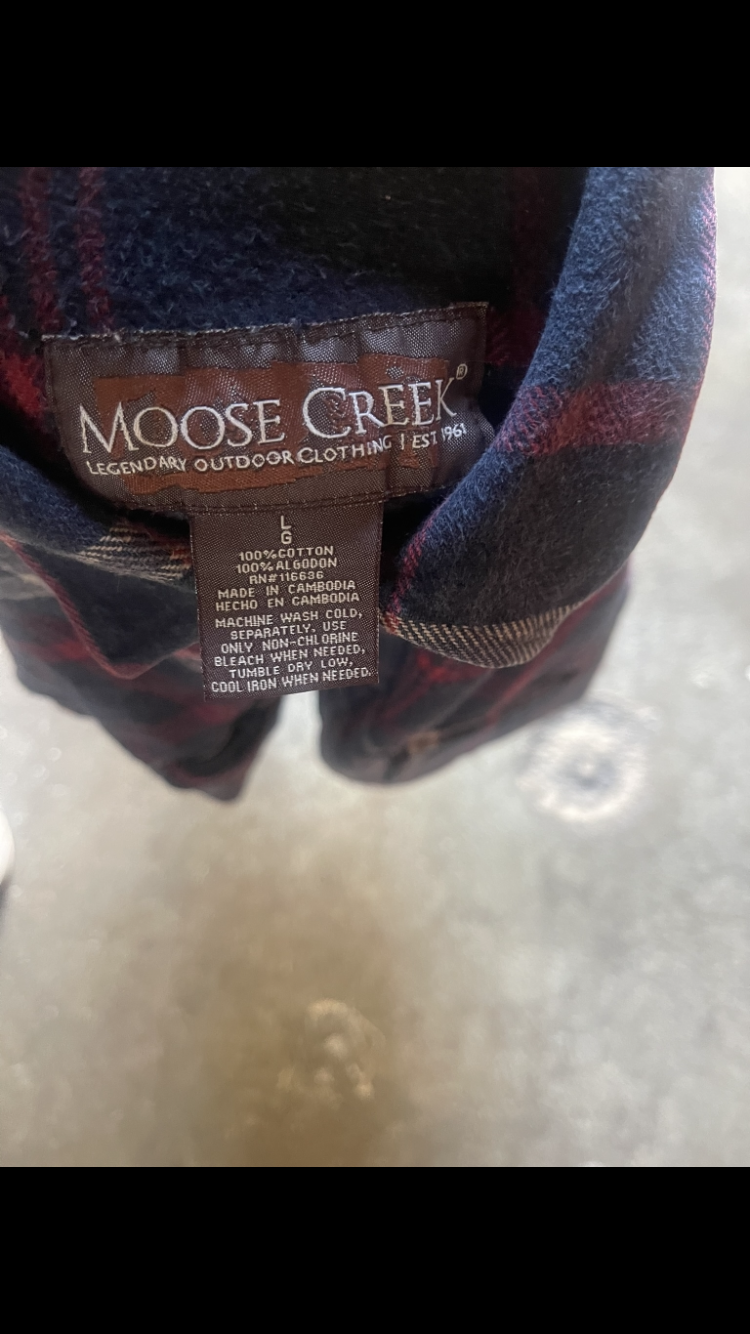 MOOSE CREEK®
LEGENDARY OUTDOOR CLOTHING | EST 1961
L
G
100%COTTON
100%ALGODON
RN#116636
MADE IN CAMBODIA
HECHO EN CAMBODIA
MACHINE WASH COLD,
SEPARATELY, USE
ONLY NON-CHLORINE
BLEACH WHEN NEEDED,
TUMBLE DRY LOW,
COOL IRON WHEN NEEDED.